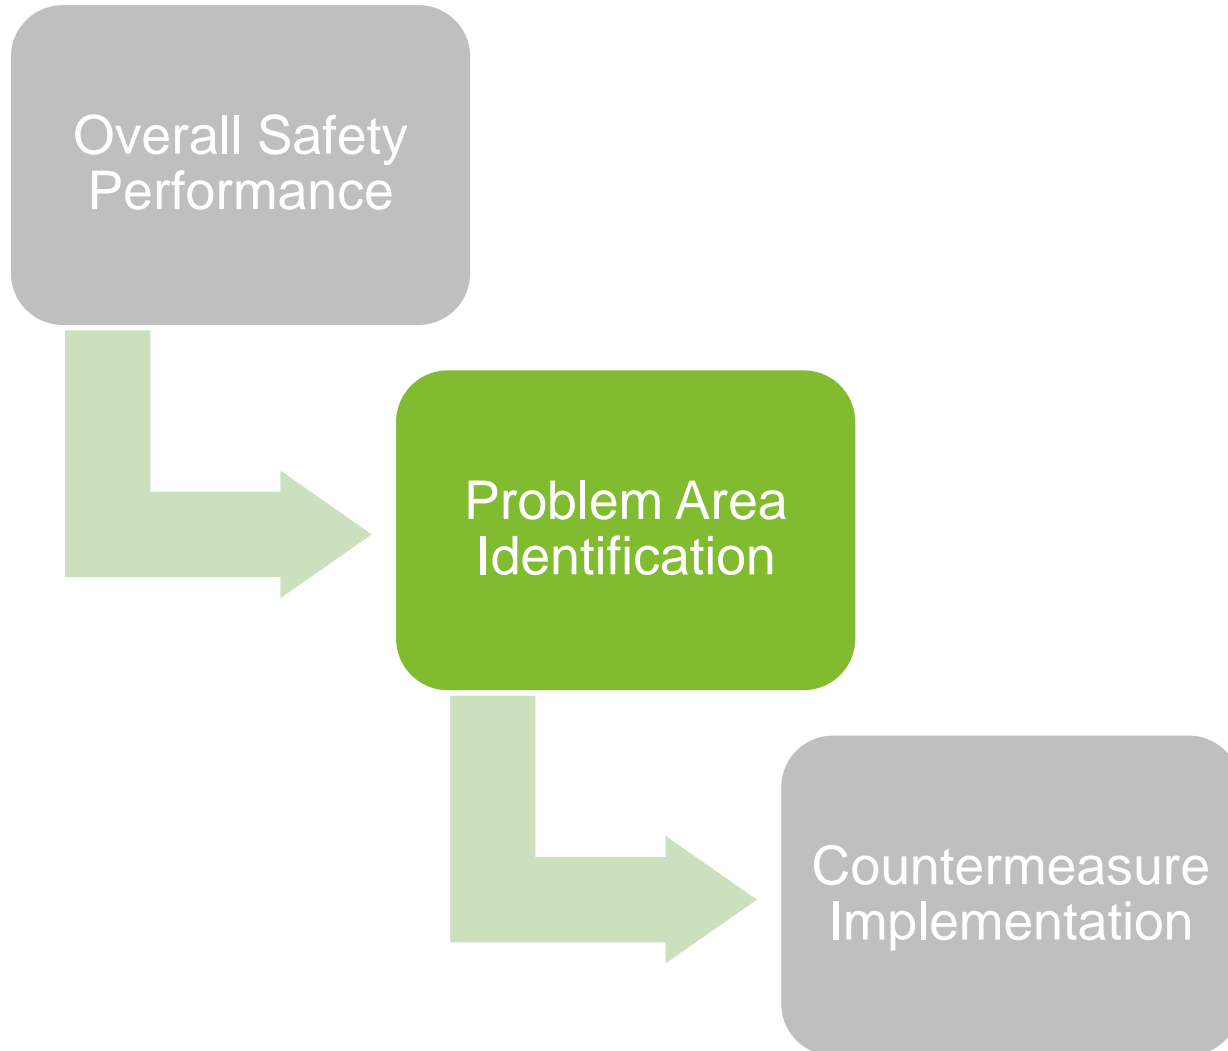 Overall Safety
Performance
Problem Area
Identification
Countermeasure
Implementation